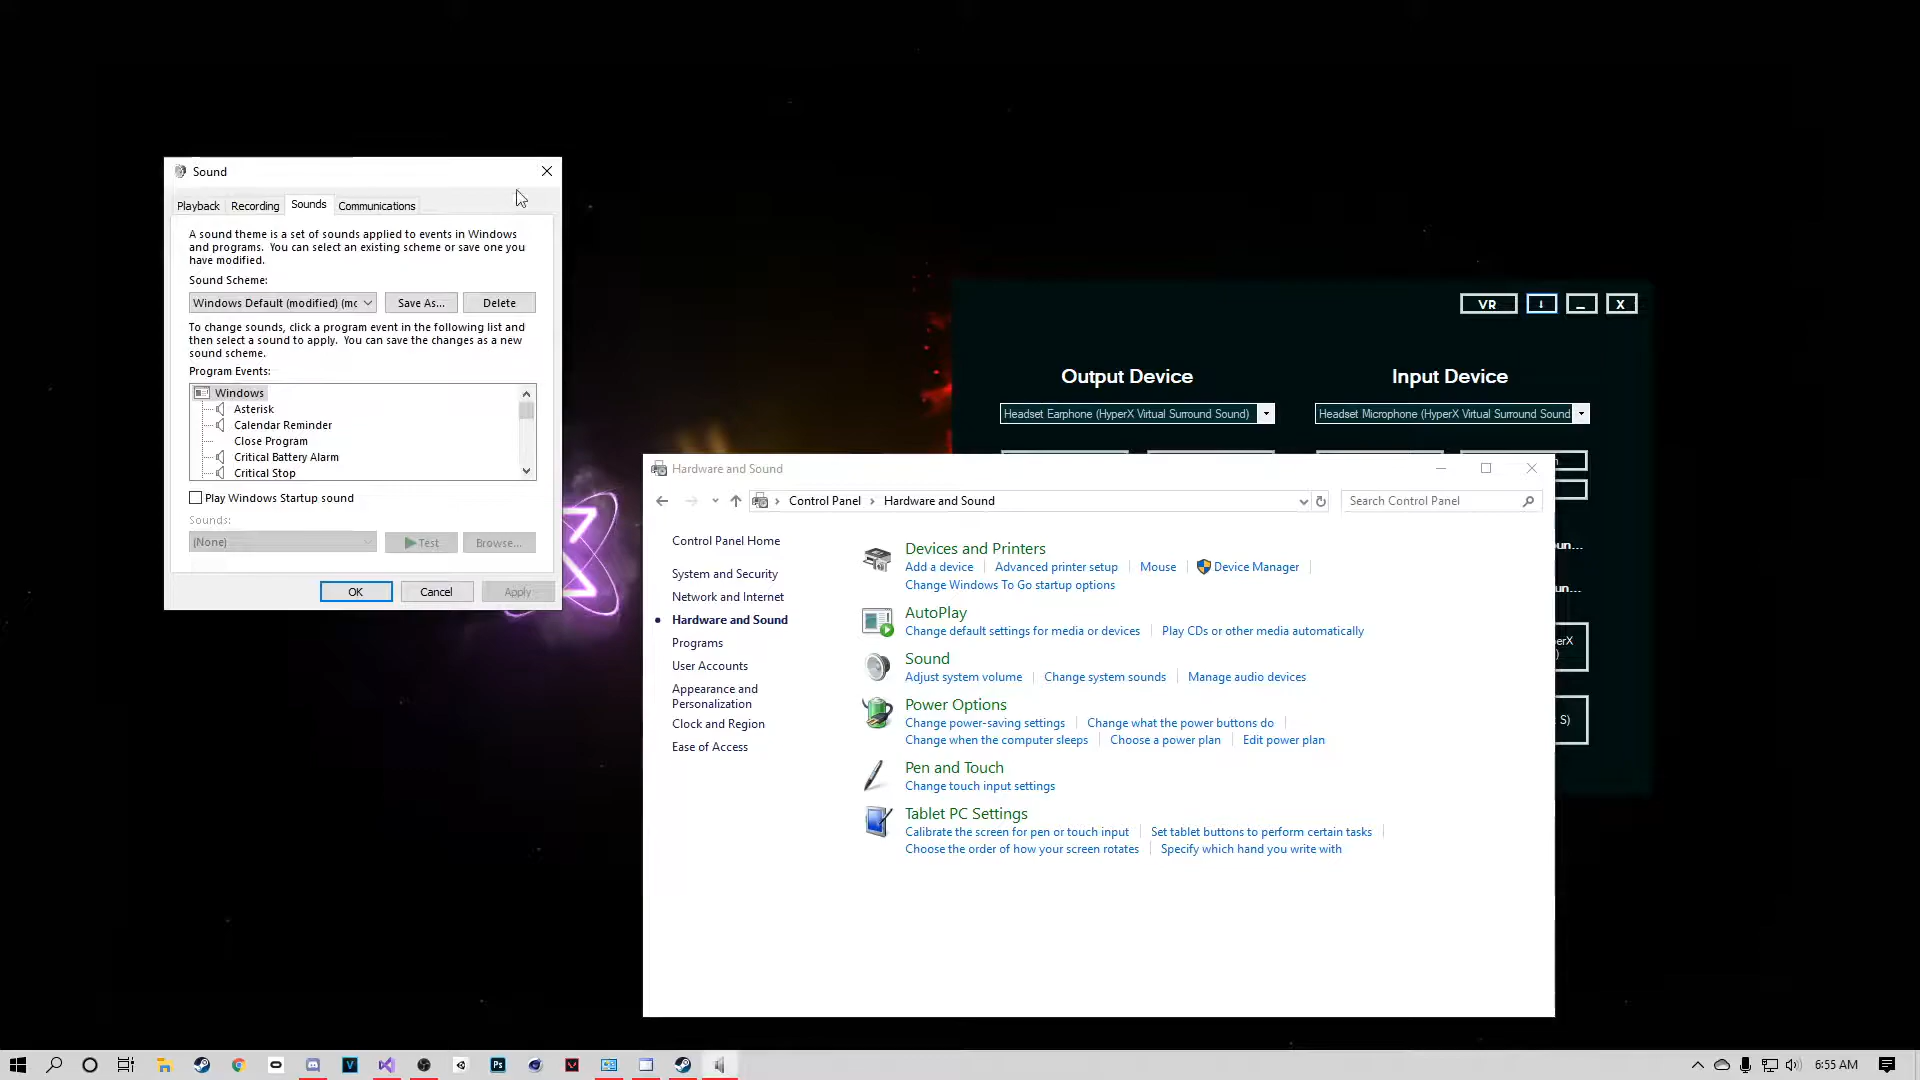 Sound
Playback Recording Sounds Communications
A sound theme is a set of sounds applied to events in Windows
and programs. You can select an existing scheme or save one you
have modified.
Sound Scheme:
Windows Default (modified) (mc Save As... Delete
To change sounds, click a program event in the following list and
then select a sound to apply. You can save the changes as a new
sound scheme.
Program Events:
Windows
Asterisk
Calendar Reminder
Close Program
Critical Battery Alarm
Critical Stop
Play Windows Startup sound
Sounds:
(None) Test Browse...
OK Cancel Apply
VR ↓ _ X
Output Device Input Device
Headset Earphone (HyperX Virtual Surround Sound) Headset Microphone (HyperX Virtual Surround Sound
un...
un...
erX
)
S)
Hardware and Sound
Control Panel > Hardware and Sound Search Control Panel
Control Panel Home
System and Security
Network and Internet
Hardware and Sound
Programs
User Accounts
Appearance and
Personalization
Clock and Region
Ease of Access
Devices and Printers
Add a device Advanced printer setup Mouse Device Manager
Change Windows To Go startup options
AutoPlay
Change default settings for media or devices Play CDs or other media automatically
Sound
Adjust system volume Change system sounds Manage audio devices
Power Options
Change power-saving settings Change what the power buttons do
Change when the computer sleeps Choose a power plan Edit power plan
Pen and Touch
Change touch input settings
Tablet PC Settings
Calibrate the screen for pen or touch input Set tablet buttons to perform certain tasks
Choose the order of how your screen rotates Specify which hand you write with
V Ps
6:55 AM